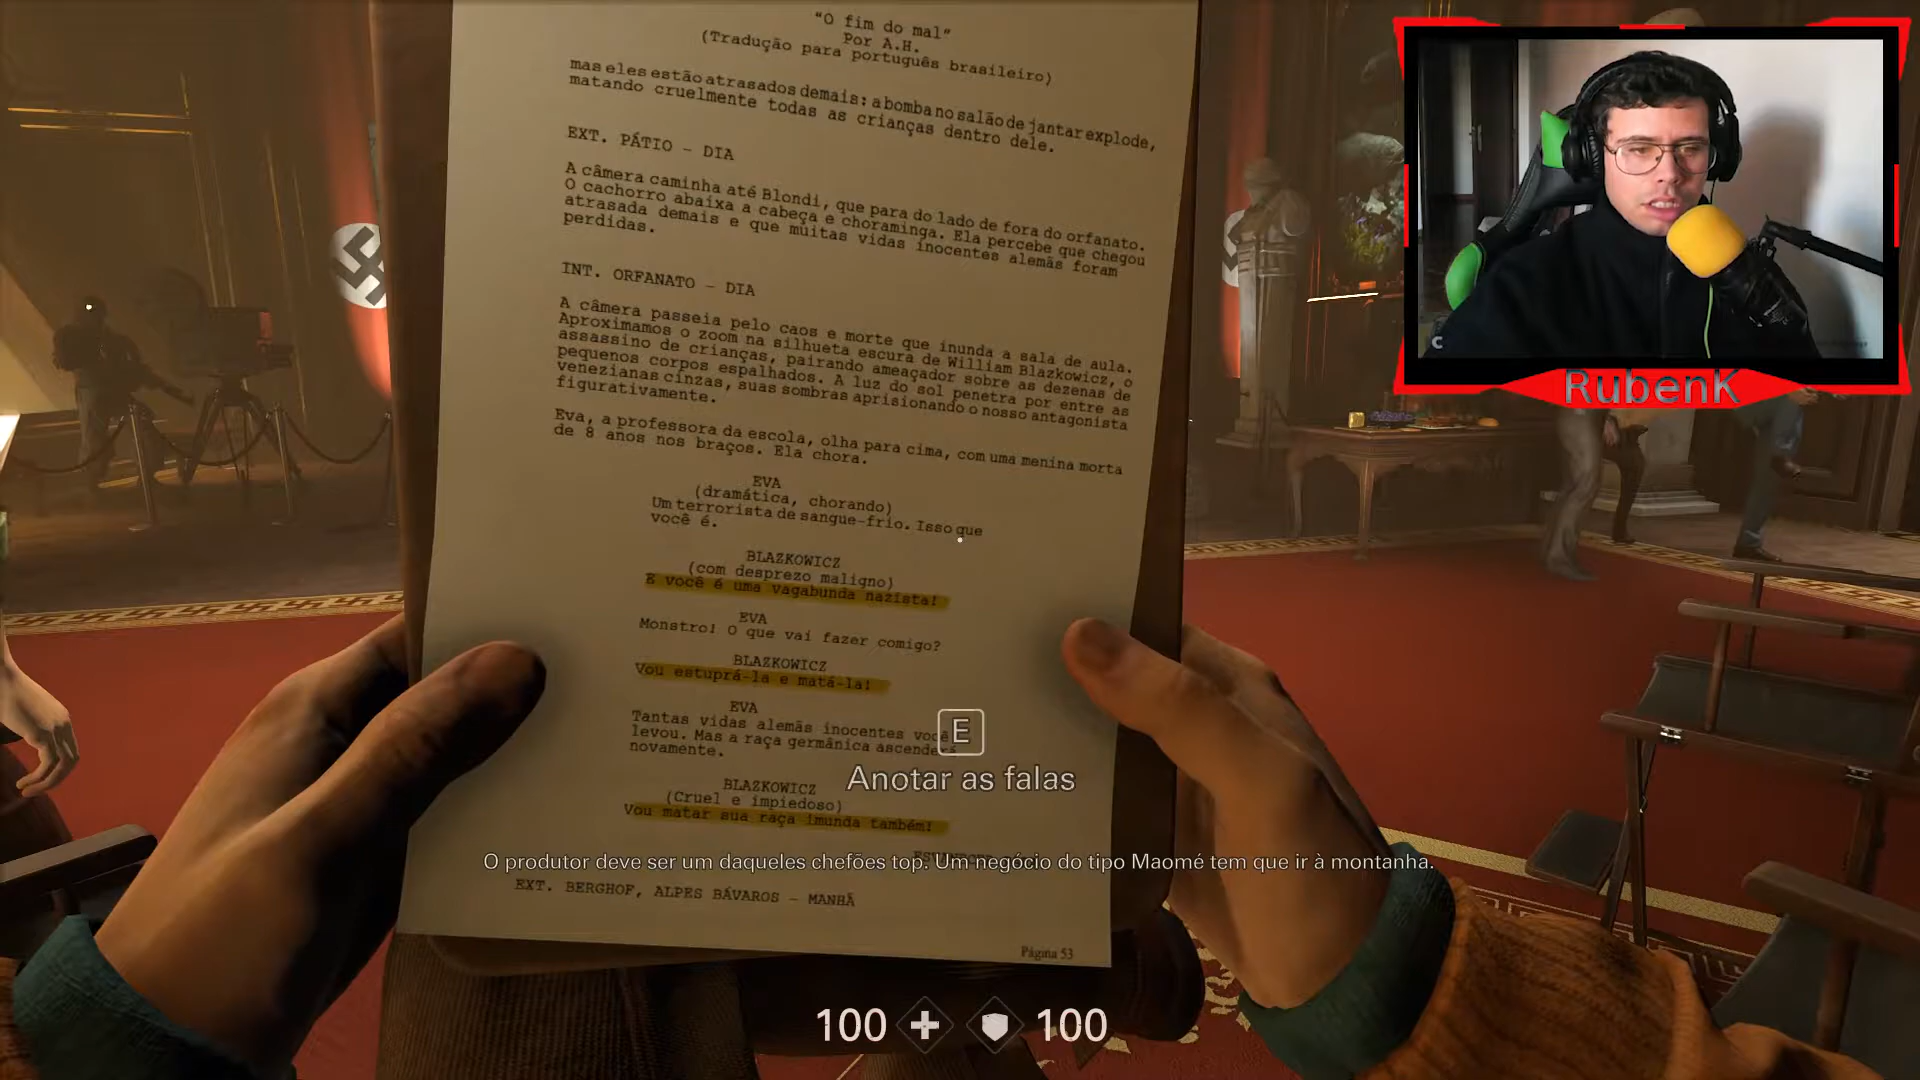 "O fim do mal"
Por A.H.
(Tradução para português brasileiro)
mas eles estão atrasados demais: a bomba no salão de jantar explode,
matando cruelmente todas as crianças dentro dele.
EXT. PÁTIO - DIA
A câmera caminha até Blondi, que para do lado de fora do orfanato.
O cachorro abaixa a cabeça e choraminga. Ela percebe que chegou
atrasada demais e que muitas vidas inocentes alemãs foram
perdidas.
INT. ORFANATO - DIA
A câmera passeia pelo caos e morte que inunda a sala de aula.
Aproximamos o zoom na silhueta escura de William Blazkowicz, o
assassino de crianças, pairando ameaçador sobre as dezenas de
pequenos corpos espalhados. A luz do sol penetra por entre as
venezianas cinzas, suas sombras aprisionando o nosso antagonista
figurativamente.
Eva, a professora da escola, olha para cima, com uma menina morta
de 8 anos nos braços. Ela chora.
EVA
(dramática, chorando)
Um terrorista de sangue-frio. Isso que
você é.
BLAZKOWICZ
(com desprezo maligno)
E você é uma vagabunda nazista!
EVA
Monstro! O que vai fazer comigo?
BLAZKOWICZ
Vou estuprá-la e matá-la!
EVA
Tantas vidas alemãs inocentes você
levou. Mas a raça germânica ascenderá
novamente.
BLAZKOWICZ
(Cruel e impiedoso)
Vou matar sua raça imunda também!
EXT. BERGHOF, ALPES BÁVAROS - MANHÃ
Página 53
E
Anotar as falas
O produtor deve ser um daqueles chefões top. Um negócio do tipo Maomé tem que ir à montanha.
100
100
RubenK